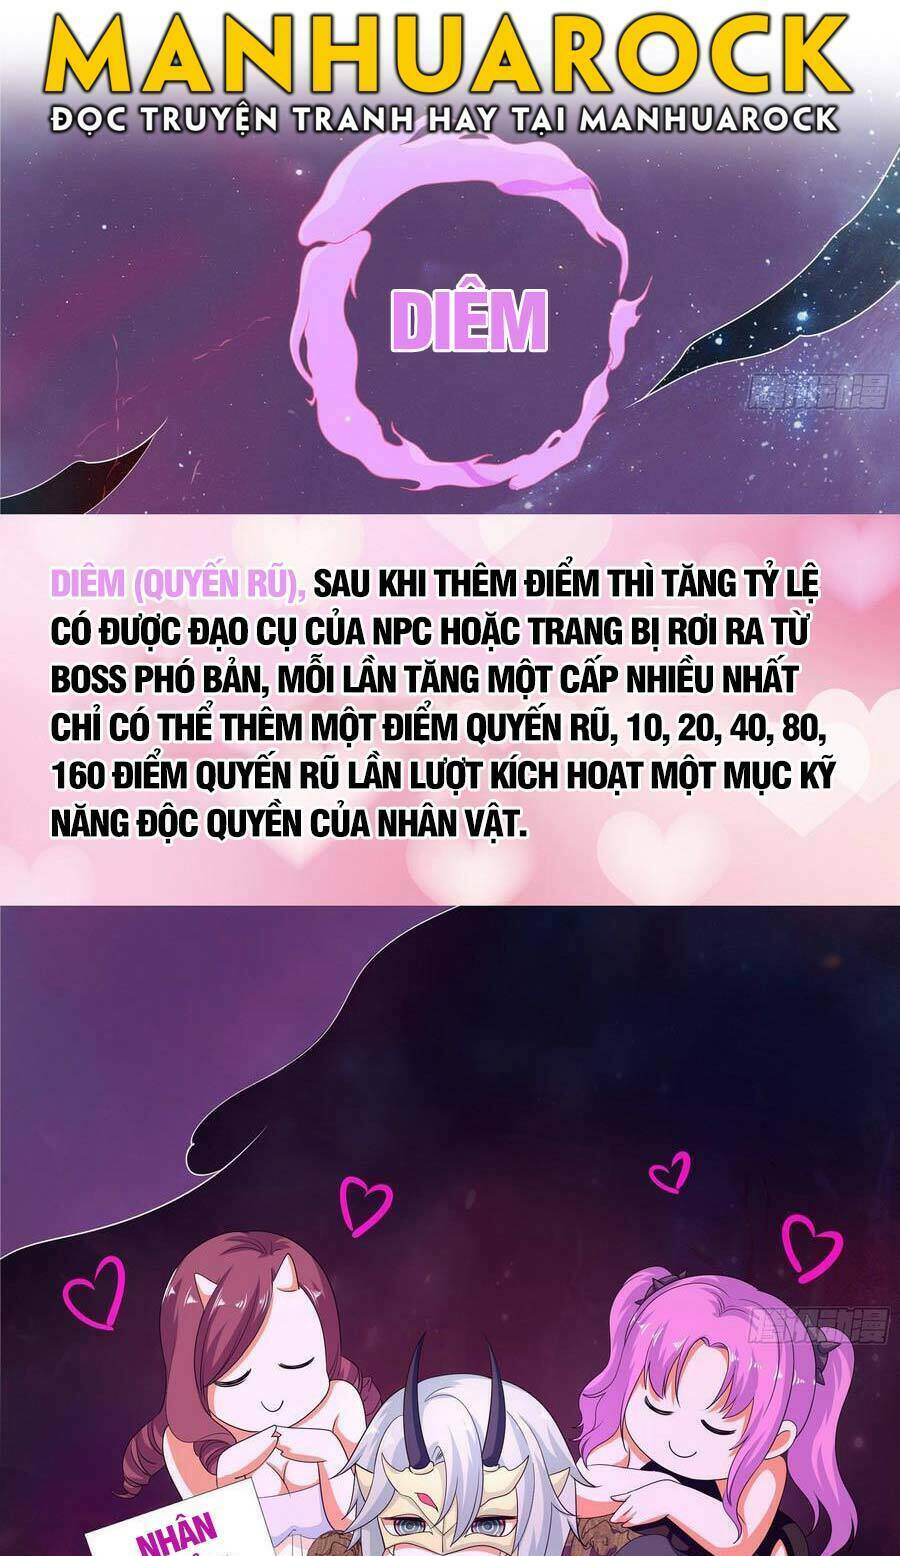 MANHUAROCK
ĐỌC TRUYỆN TRANH HAY TẠI MANHUAROCK
DIÊM
DIÊM (QUYẾN RŨ), SAU KHI THÊM ĐIỂM THÌ TĂNG TỶ LỆ
CÓ ĐƯỢC ĐẠO CỤ CỦA NPC HOẶC TRANG BỊ RƠI RA TỪ
BOSS PHÓ BẢN, MỖI LẦN TĂNG MỘT CẤP NHIỀU NHẤT
CHỈ CÓ THỂ THÊM MỘT ĐIỂM QUYẾN RŨ, 10, 20, 40, 80,
160 ĐIỂM QUYẾN RŨ LẦN LƯỢT KÍCH HOẠT MỘT MỤC KỸ
NĂNG ĐỘC QUYỀN CỦA NHÂN VẬT.
NHÂN